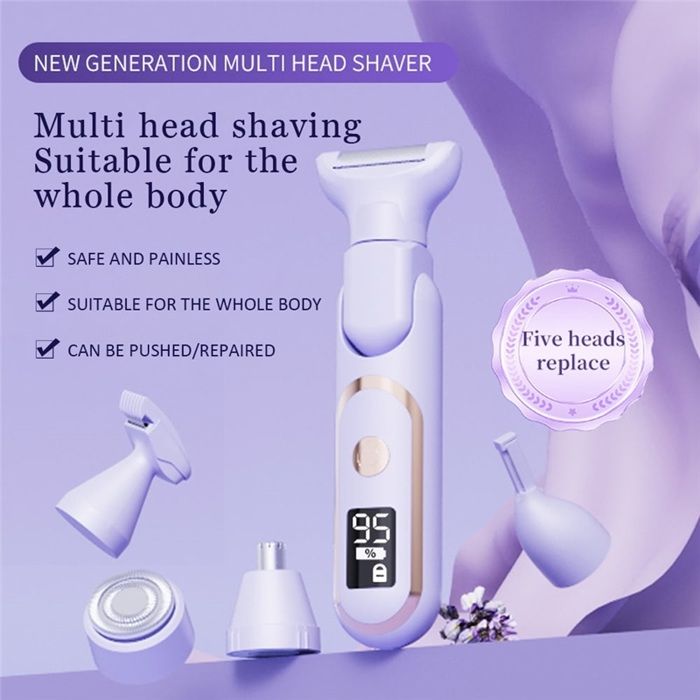 NEW GENERATION MULTI HEAD SHAVER
Multi head shaving
Suitable for the
whole body
SAFE AND PAINLESS
SUITABLE FOR THE WHOLE BODY
CAN BE PUSHED/REPAIRED
Five heads
replace
95
%